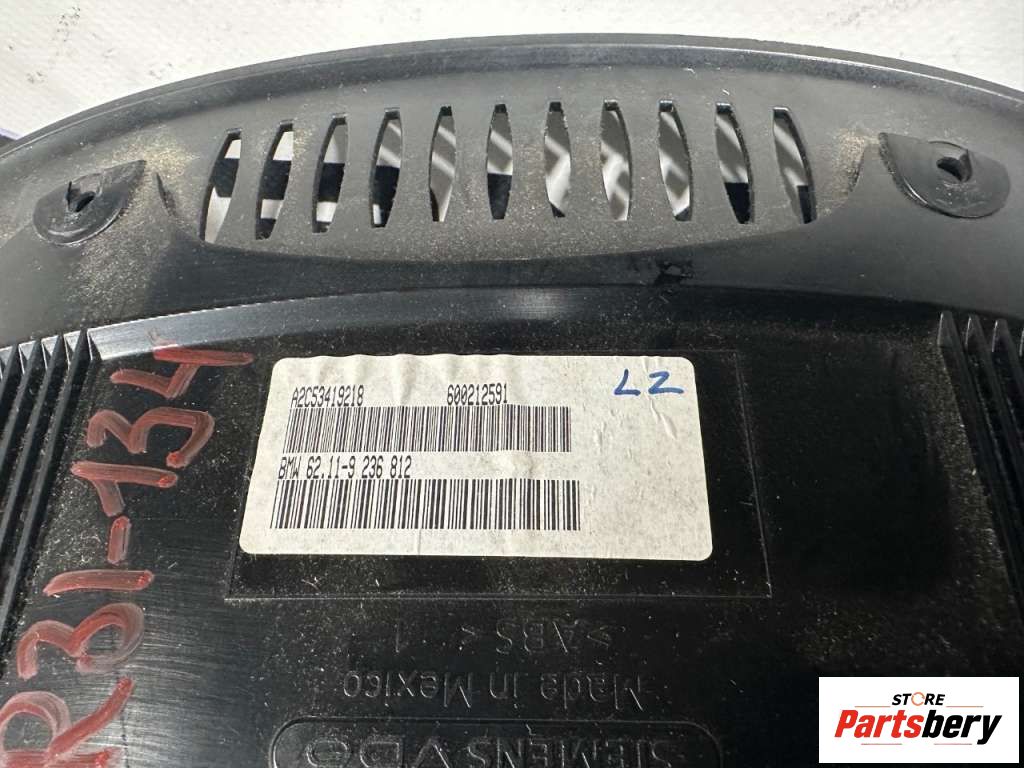 A2C53419218 600212591
LZ
BMW 62.11-9 236 812
R31-134
>ABS< 1
Made in Mexico
SIEMENS VDO
STORE
Partsbery